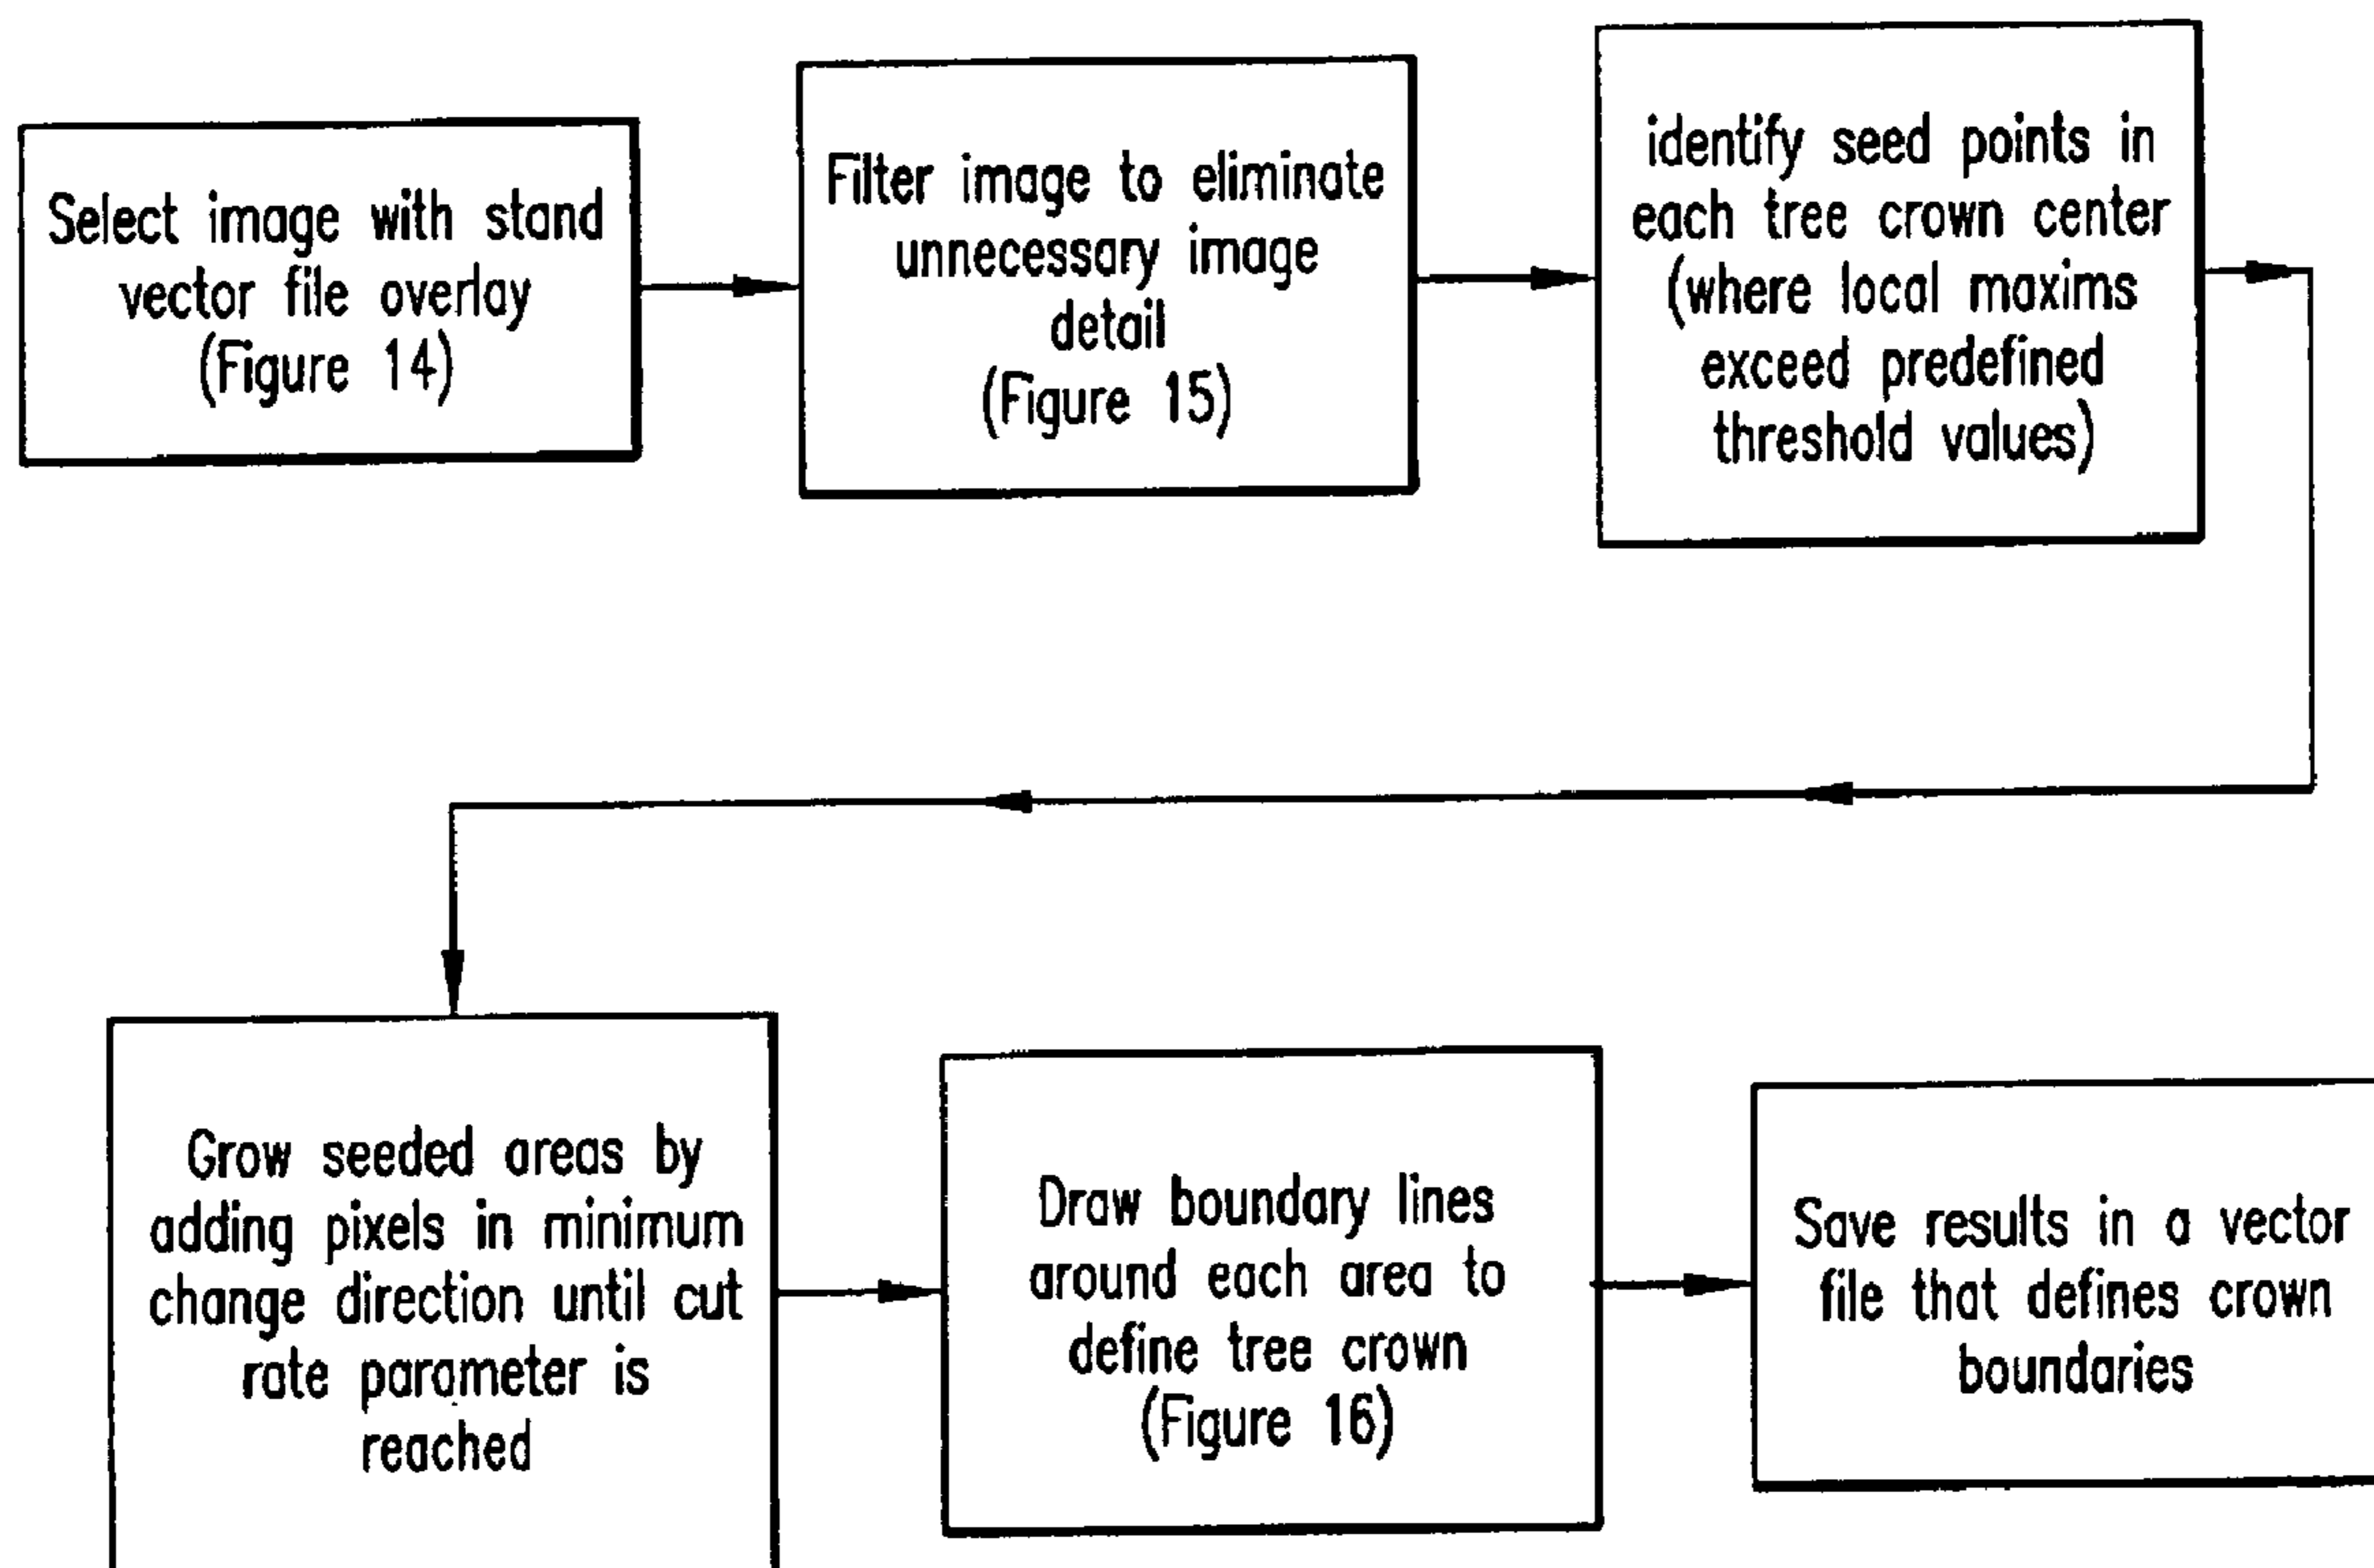 Select image with stand
vector file overlay
(Figure 14)
Filter image to eliminate
unnecessary image
detail
(Figure 15)
identify seed points in
each tree crown center
(where local maxims
exceed predefined
threshold values)
Grow seeded areas by
adding pixels in minimum
change direction until cut
rate parameter is
reached
Draw boundary lines
around each area to
define tree crown
(Figure 16)
Save results in a vector
file that defines crown
boundaries